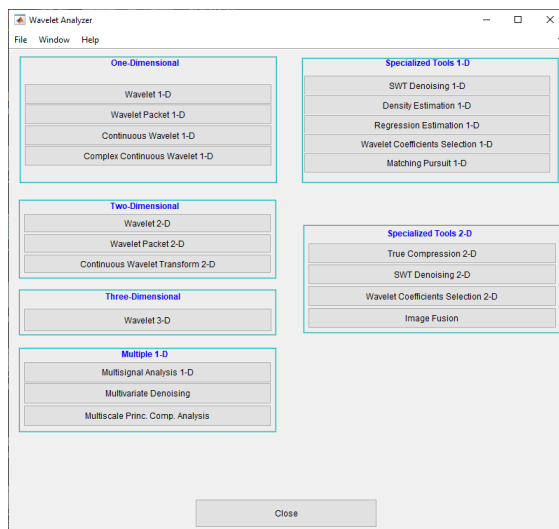 Wavelet Analyzer
File Window Help
One-Dimensional
Wavelet 1-D
Wavelet Packet 1-D
Continuous Wavelet 1-D
Complex Continuous Wavelet 1-D
Two-Dimensional
Wavelet 2-D
Wavelet Packet 2-D
Continuous Wavelet Transform 2-D
Three-Dimensional
Wavelet 3-D
Multiple 1-D
Multisignal Analysis 1-D
Multivariate Denoising
Multiscale Princ. Comp. Analysis
Specialized Tools 1-D
SWT Denoising 1-D
Density Estimation 1-D
Regression Estimation 1-D
Wavelet Coefficients Selection 1-D
Matching Pursuit 1-D
Specialized Tools 2-D
True Compression 2-D
SWT Denoising 2-D
Wavelet Coefficients Selection 2-D
Image Fusion
Close